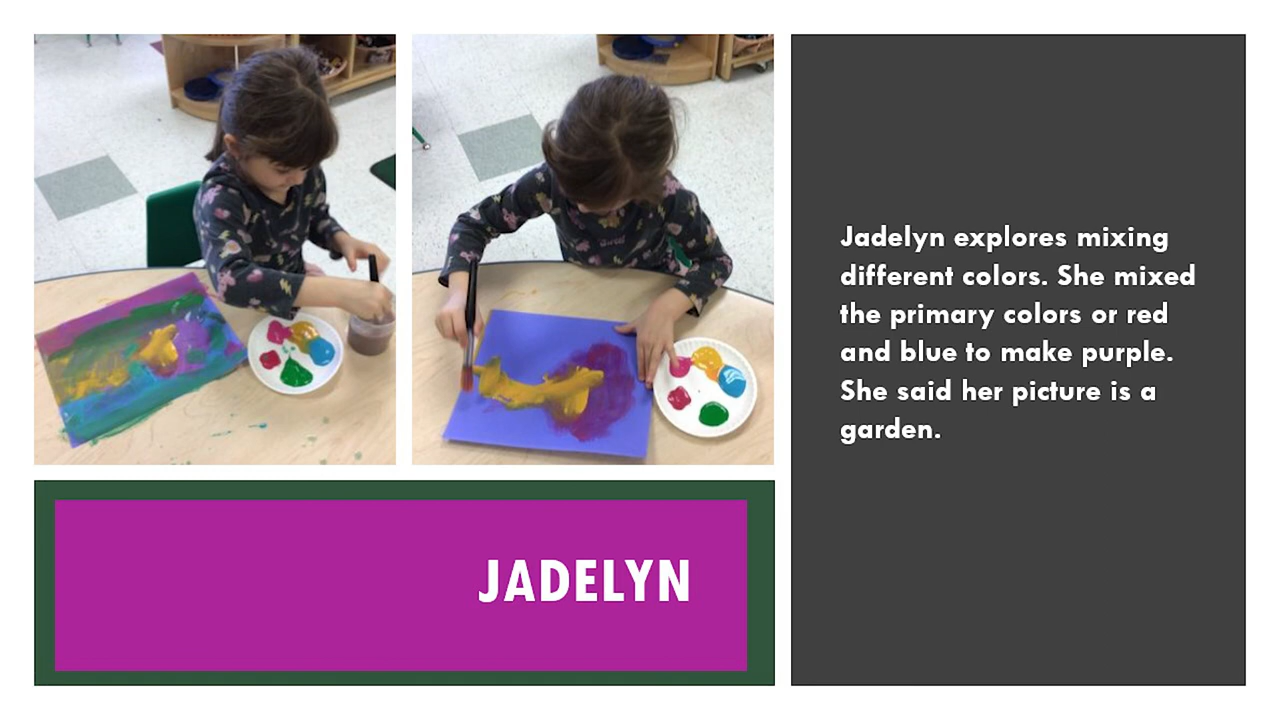 JADELYN
Jadelyn explores mixing
different colors. She mixed
the primary colors or red
and blue to make purple.
She said her picture is a
garden.